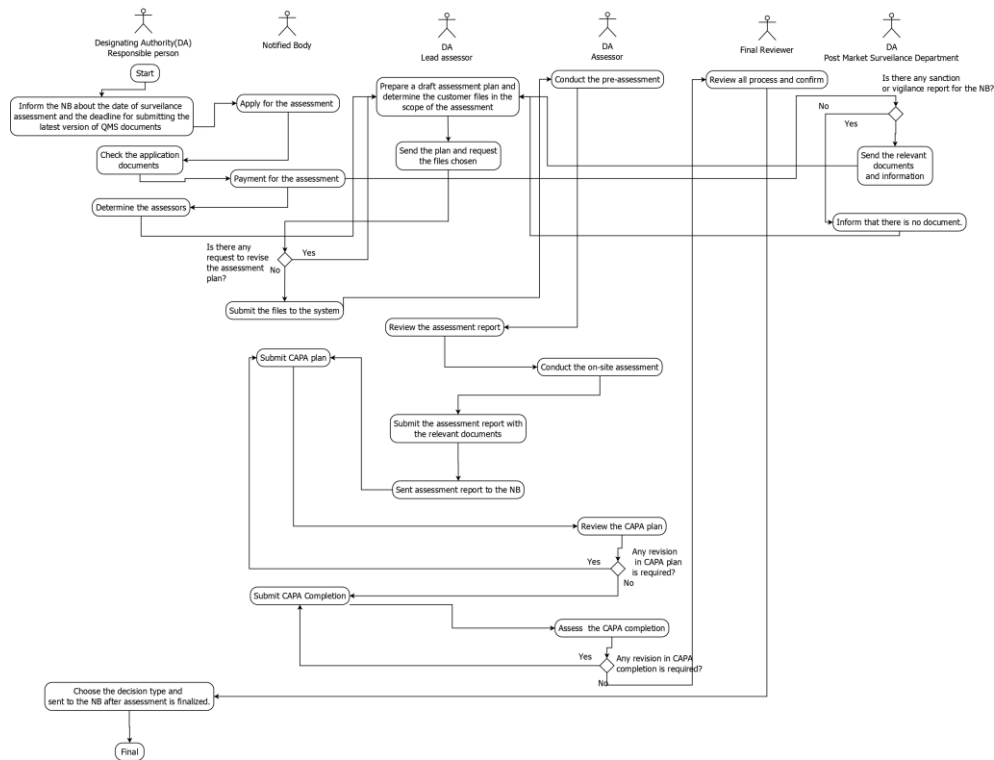 Designating Authority(DA)
Responsible person
Notified Body
DA
Lead assessor
DA
Assessor
Final Reviewer
DA
Post Market Surveilance Department
Start
Inform the NB about the date of surveilance
assessment and the deadline for submitting the
latest version of QMS documents
Apply for the assessment
Prepare a draft assessment plan and
determine the customer files in the
scope of the assessment
Conduct the pre-assessment
Review all process and confirm
Is there any sanction
or vigilance report for the NB?
No
Yes
Check the application
documents
Send the plan and request
the files chosen
Send the relevant
documents
and information
Payment for the assessment
Determine the assessors
Inform that there is no document.
Is there any
request to revise
the assessment
plan?
Yes
No
Submit the files to the system
Review the assessment report
Submit CAPA plan
Conduct the on-site assessment
Submit the assessment report with
the relevant documents
Sent assessment report to the NB
Review the CAPA plan
Yes
Any revision
in CAPA plan
is required?
No
Submit CAPA Completion
Assess the CAPA completion
Yes
Any revision in CAPA
completion is required?
No
Choose the decision type and
sent to the NB after assessment is finalized.
Final